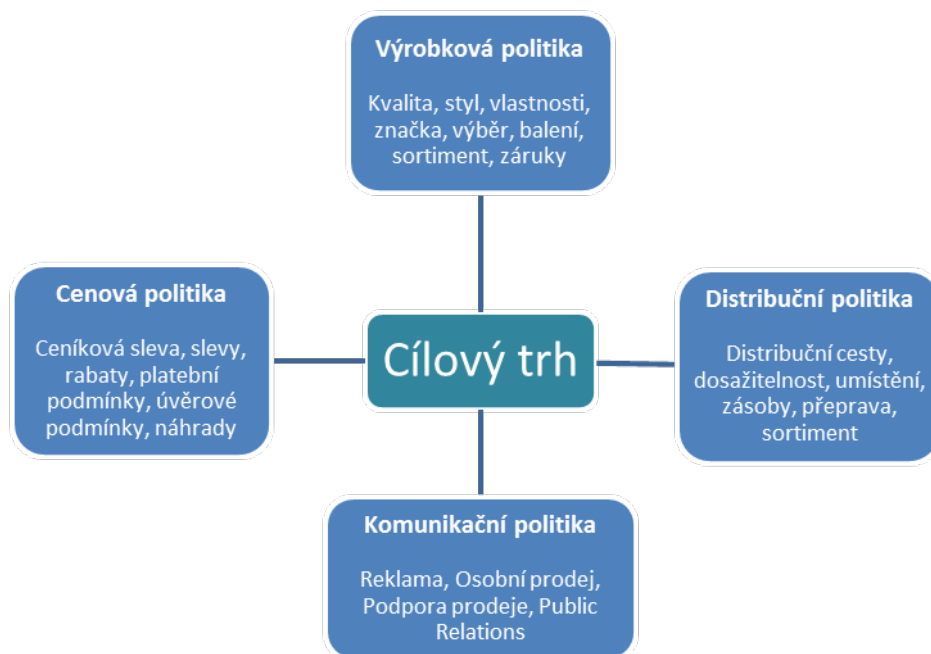 Výrobková politika
Kvalita, styl, vlastnosti,
značka, výběr, balení,
sortiment, záruky
Cenová politika
Ceníková sleva, slevy,
rabaty, platební
podmínky, úvěrové
podmínky, náhrady
Cílový trh
Distribuční politika
Distribuční cesty,
dosažitelnost, umístění,
zásoby, přeprava,
sortiment
Komunikační politika
Reklama, Osobní prodej,
Podpora prodeje, Public
Relations